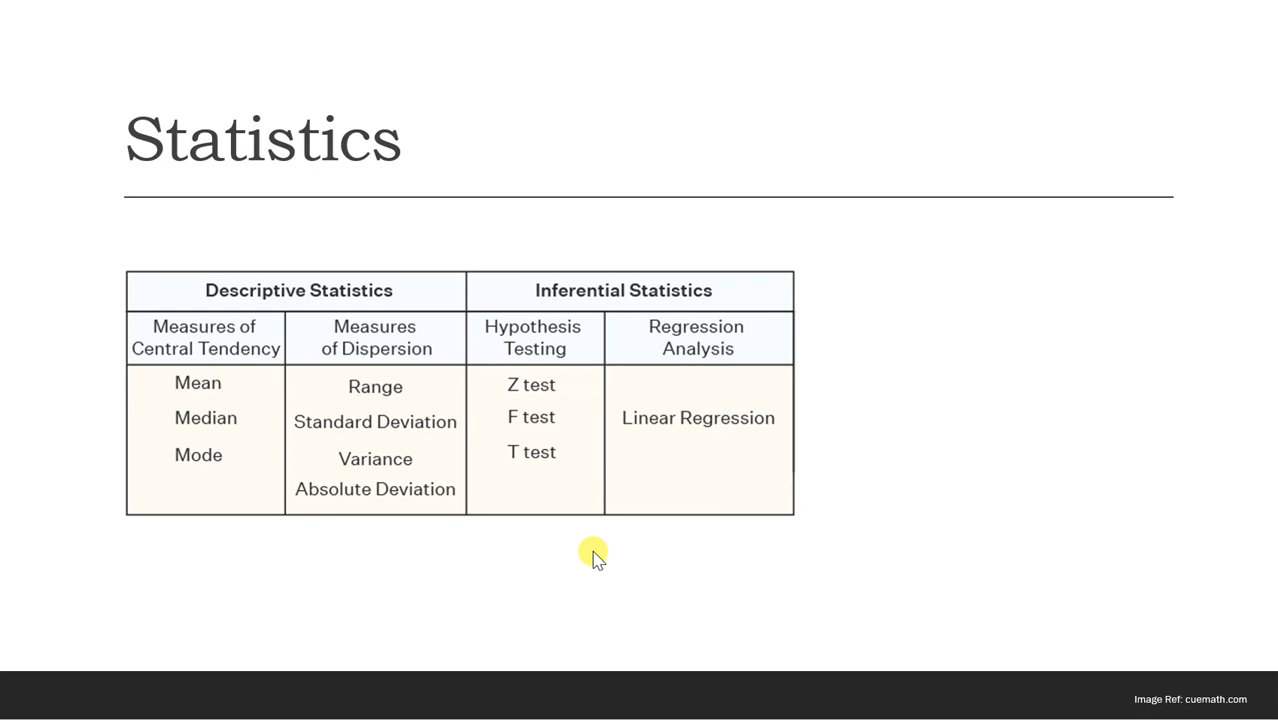 Statistics
Descriptive Statistics
Inferential Statistics
Measures of
Central Tendency
Measures
of Dispersion
Hypothesis
Testing
Regression
Analysis
Mean
Median
Mode
Range
Standard Deviation
Variance
Absolute Deviation
Z test
F test
T test
Linear Regression
Image Ref: cuemath.com